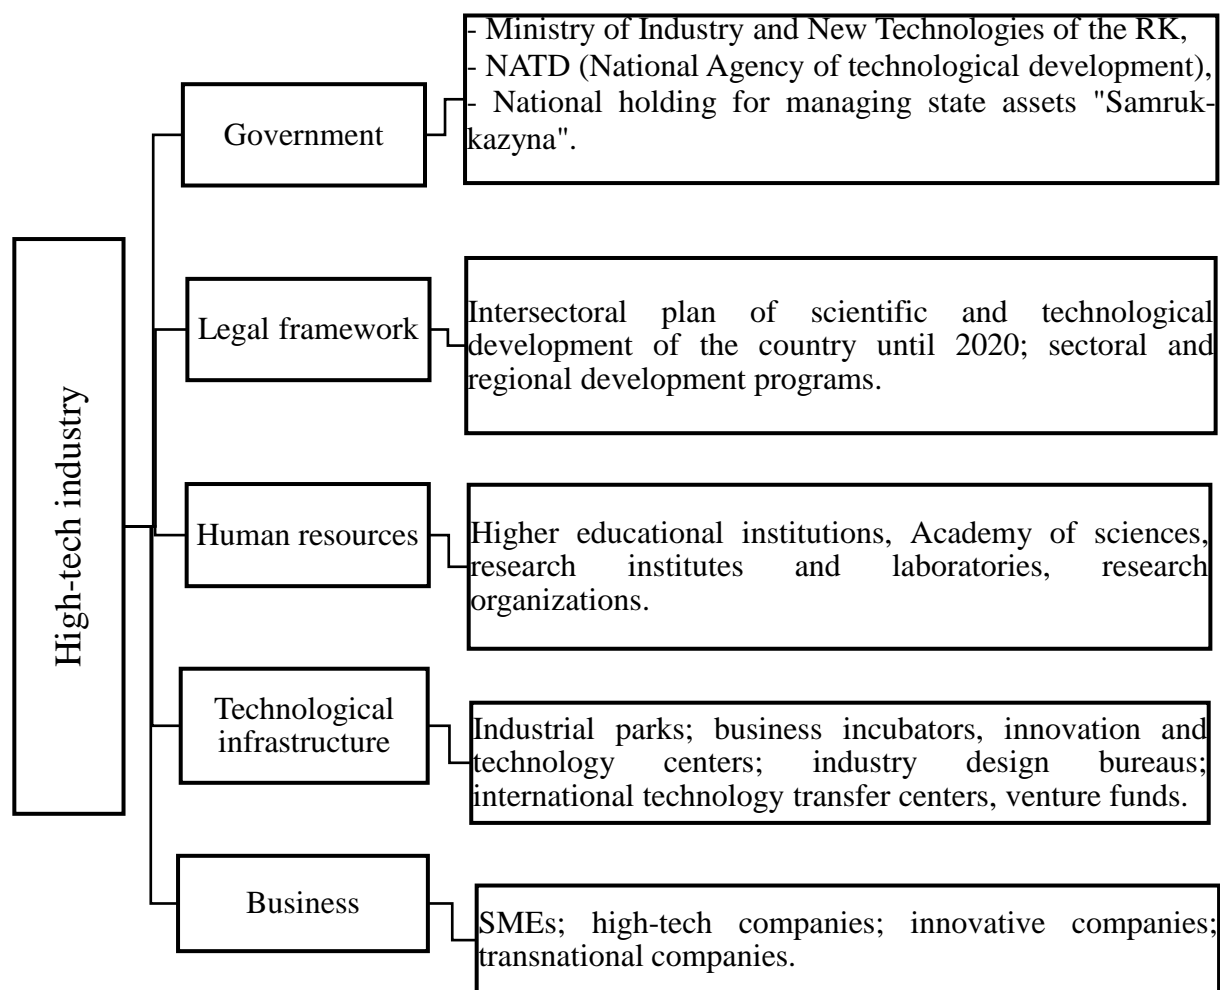 High-tech industry
Government
- Ministry of Industry and New Technologies of the RK,
- NATD (National Agency of technological development),
- National holding for managing state assets "Samruk-
kazyna".
Legal framework
Intersectoral plan of scientific and technological
development of the country until 2020; sectoral and
regional development programs.
Human resources
Higher educational institutions, Academy of sciences,
research institutes and laboratories, research
organizations.
Technological
infrastructure
Industrial parks; business incubators, innovation and
technology centers; industry design bureaus;
international technology transfer centers, venture funds.
Business
SMEs; high-tech companies; innovative companies;
transnational companies.